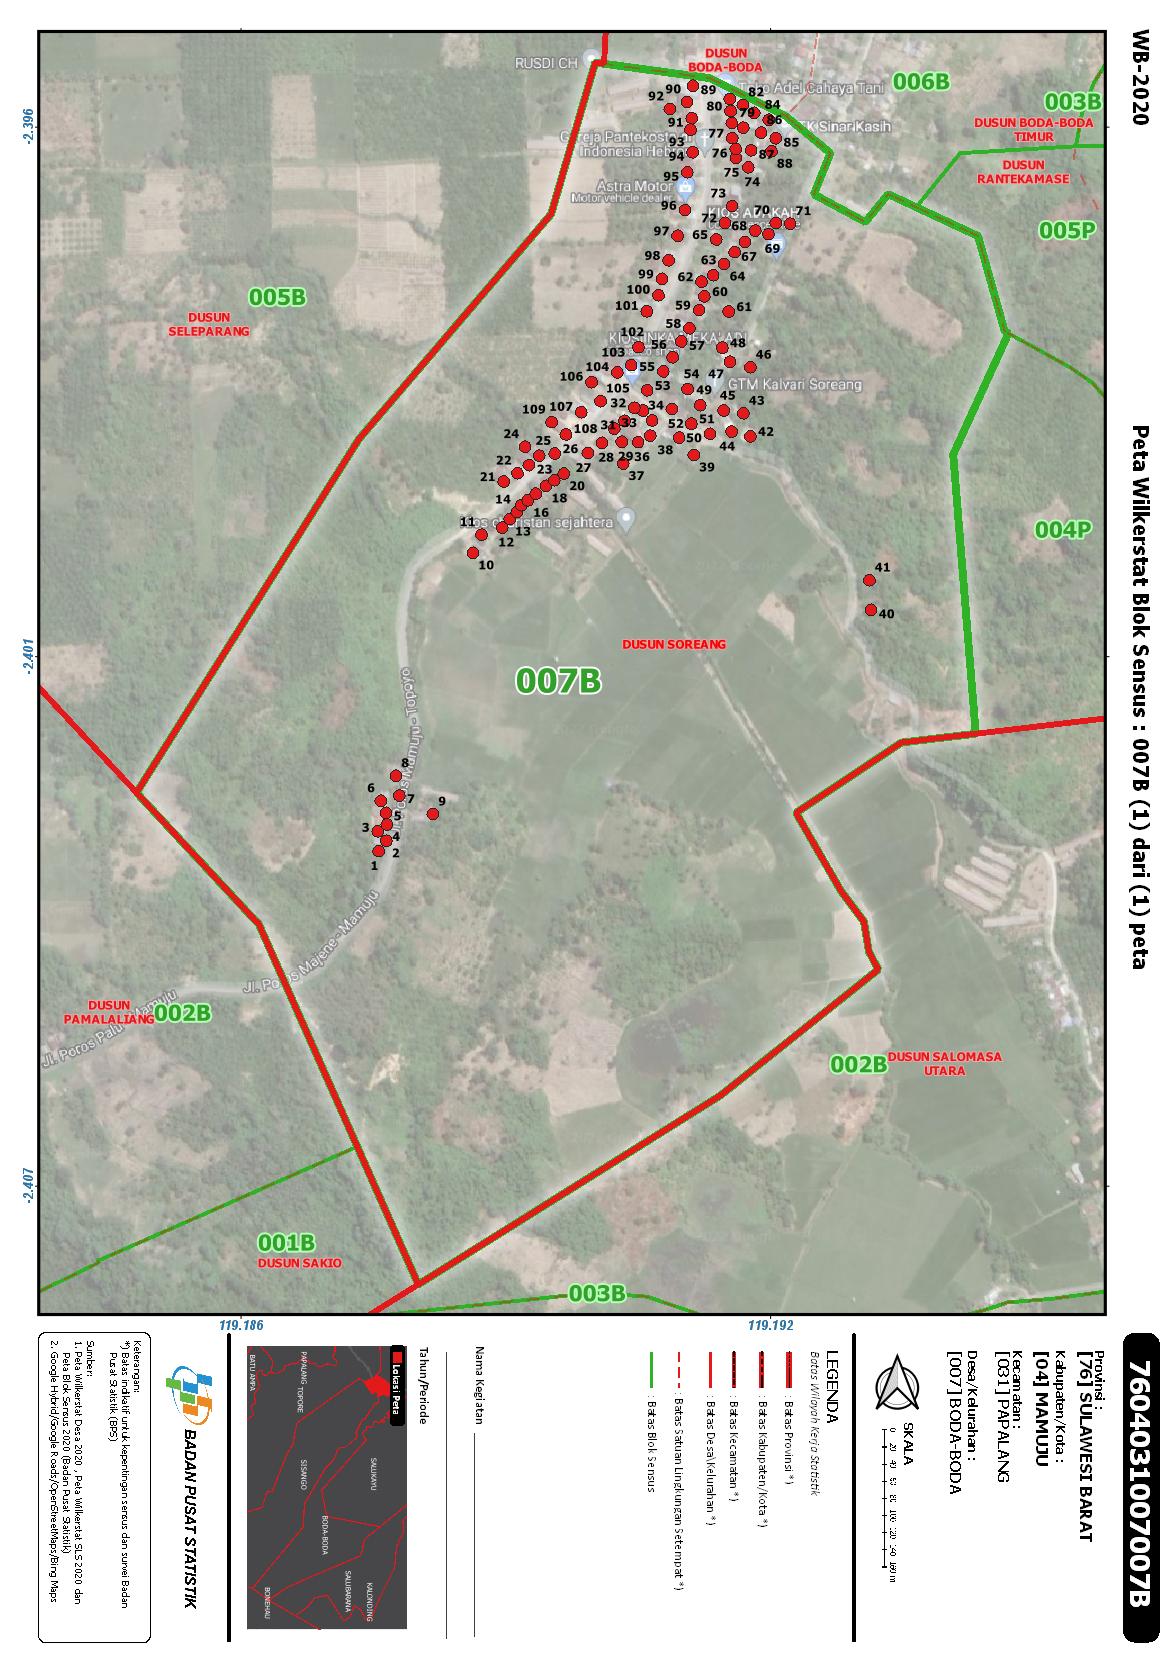 WB-2020
Peta Wilkerstat Blok Sensus : 007B (1) dari (1) peta
-2.396
-2.401
-2.407
119.186
119.192
RUSDI CH
DUSUN
BODA-BODA
006B
003B
DUSUN BODA-BODA
TIMUR
DUSUN
RANTEKAMASE
005P
004P
005B
DUSUN
SELEPARANG
Toko Adel Cahaya Tani
TK SinarKasih
Gereja Pantekosta di
Indonesia Hebron
Astra Motor
Motor vehicle dealer
GTM Kalvari Soreang
DUSUN SOREANG
007B
Jl. Poros Majene - Mamuju
Jl. Poros Palu - Mamuju
DUSUN
PAMALALIANG
002B
002B
DUSUN SALOMASA
UTARA
001B
DUSUN SAKIO
003B
89
90
82
92
80
84
79
91
86
77
93
85
76
87
94
88
75
95
74
73
96
72
70
71
68
97
65
69
67
98
63
99
62
64
100
60
101
59
61
58
102
56
57
48
103
46
104
55
47
106
105
54
53
49
45
43
107
32
34
109
31
33
52
51
108
50
44
42
24
25
26
28
29
36
38
39
22
23
27
37
21
20
18
14
16
11
13
12
10
41
40
8
6
7
9
5
3
4
2
1
7604031007007B
Provinsi :
[76] SULAWESI BARAT
Kabupaten/Kota :
[04] MAMUJU
Kecamatan :
[031] PAPALANG
Desa/Kelurahan :
[007] BODA-BODA
SKALA
0 20 40 60 80 100 120 140 160 m
LEGENDA
Batas Wilayah Kerja Statistik
: Batas Provinsi *)
: Batas Kabupaten/Kota *)
: Batas Kecamatan *)
: Batas Desa\Kelurahan *)
: Batas Satuan Lingkungan Setempat *)
: Batas Blok Sensus
Nama Kegiatan
Tahun/Periode
Lokasi Peta
PAPALANG
TOPORE
BATU AMPA
SISANGO
SALUKAYU
BODA-BODA
SALUBARANA
KALONDING
BONEHAU
BADAN PUSAT STATISTIK
Keterangan:
*) Batas indikatif untuk kepentingan sensus dan survei Badan
Pusat Statistik (BPS)
Sumber:
1. Peta Wilkerstat Desa 2020 , Peta Wilkerstat SLS 2020 dan
Peta Blok Sensus 2020 (Badan Pusat Statistik)
2. Google Hybrid/Google Roads/OpenStreetMaps/Bing Maps